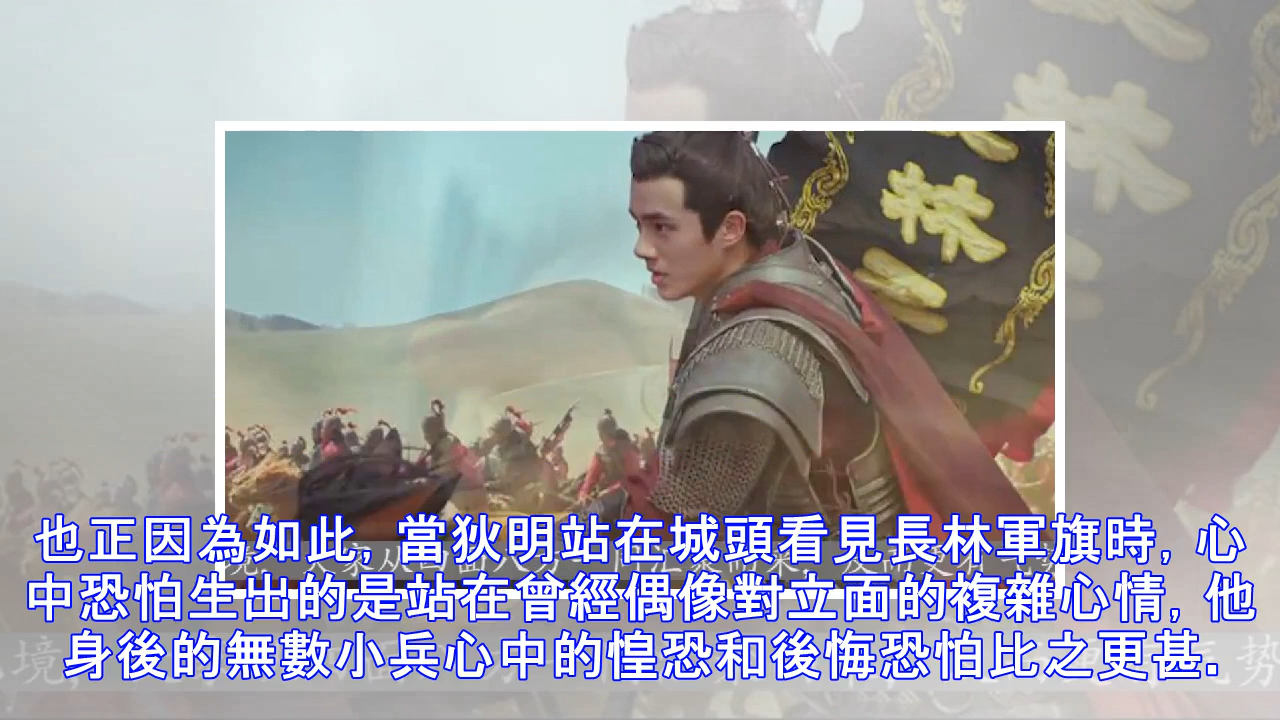 林
也正因為如此, 當狄明站在城頭看見長林軍旗時, 心
中恐怕生出的是站在曾經偶像對立面的複雜心情, 他
身後的無數小兵心中的惶恐和後悔恐怕比之更甚.